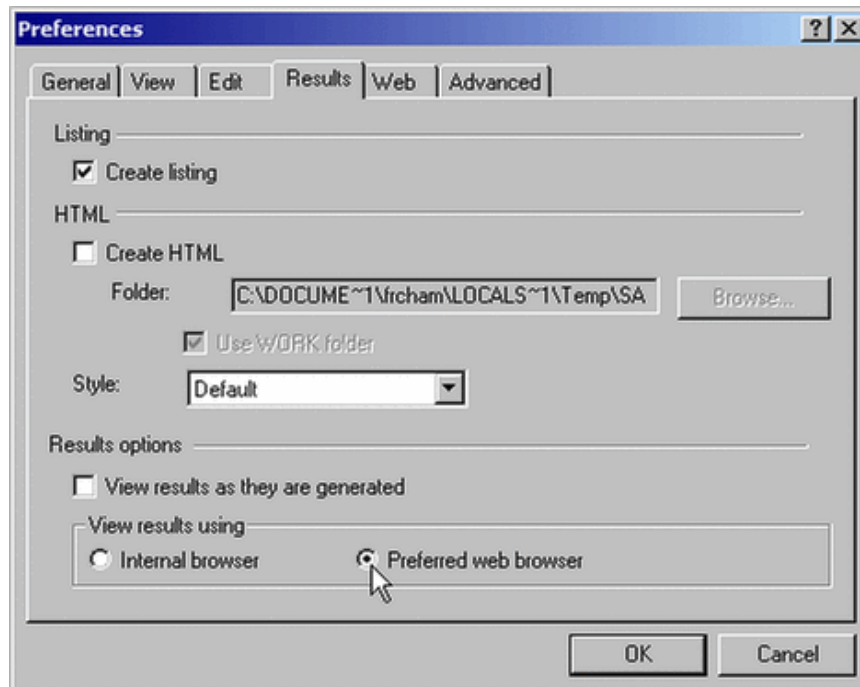 Preferences
General View Edit Results Web Advanced
Listing
Create listing
HTML
Create HTML
Folder: C:\DOCUME~1\frcham\LOCALS~1\Temp\SA Browse...
Use WORK folder
Style: Default
Results options
View results as they are generated
View results using
Internal browser Preferred web browser
OK Cancel